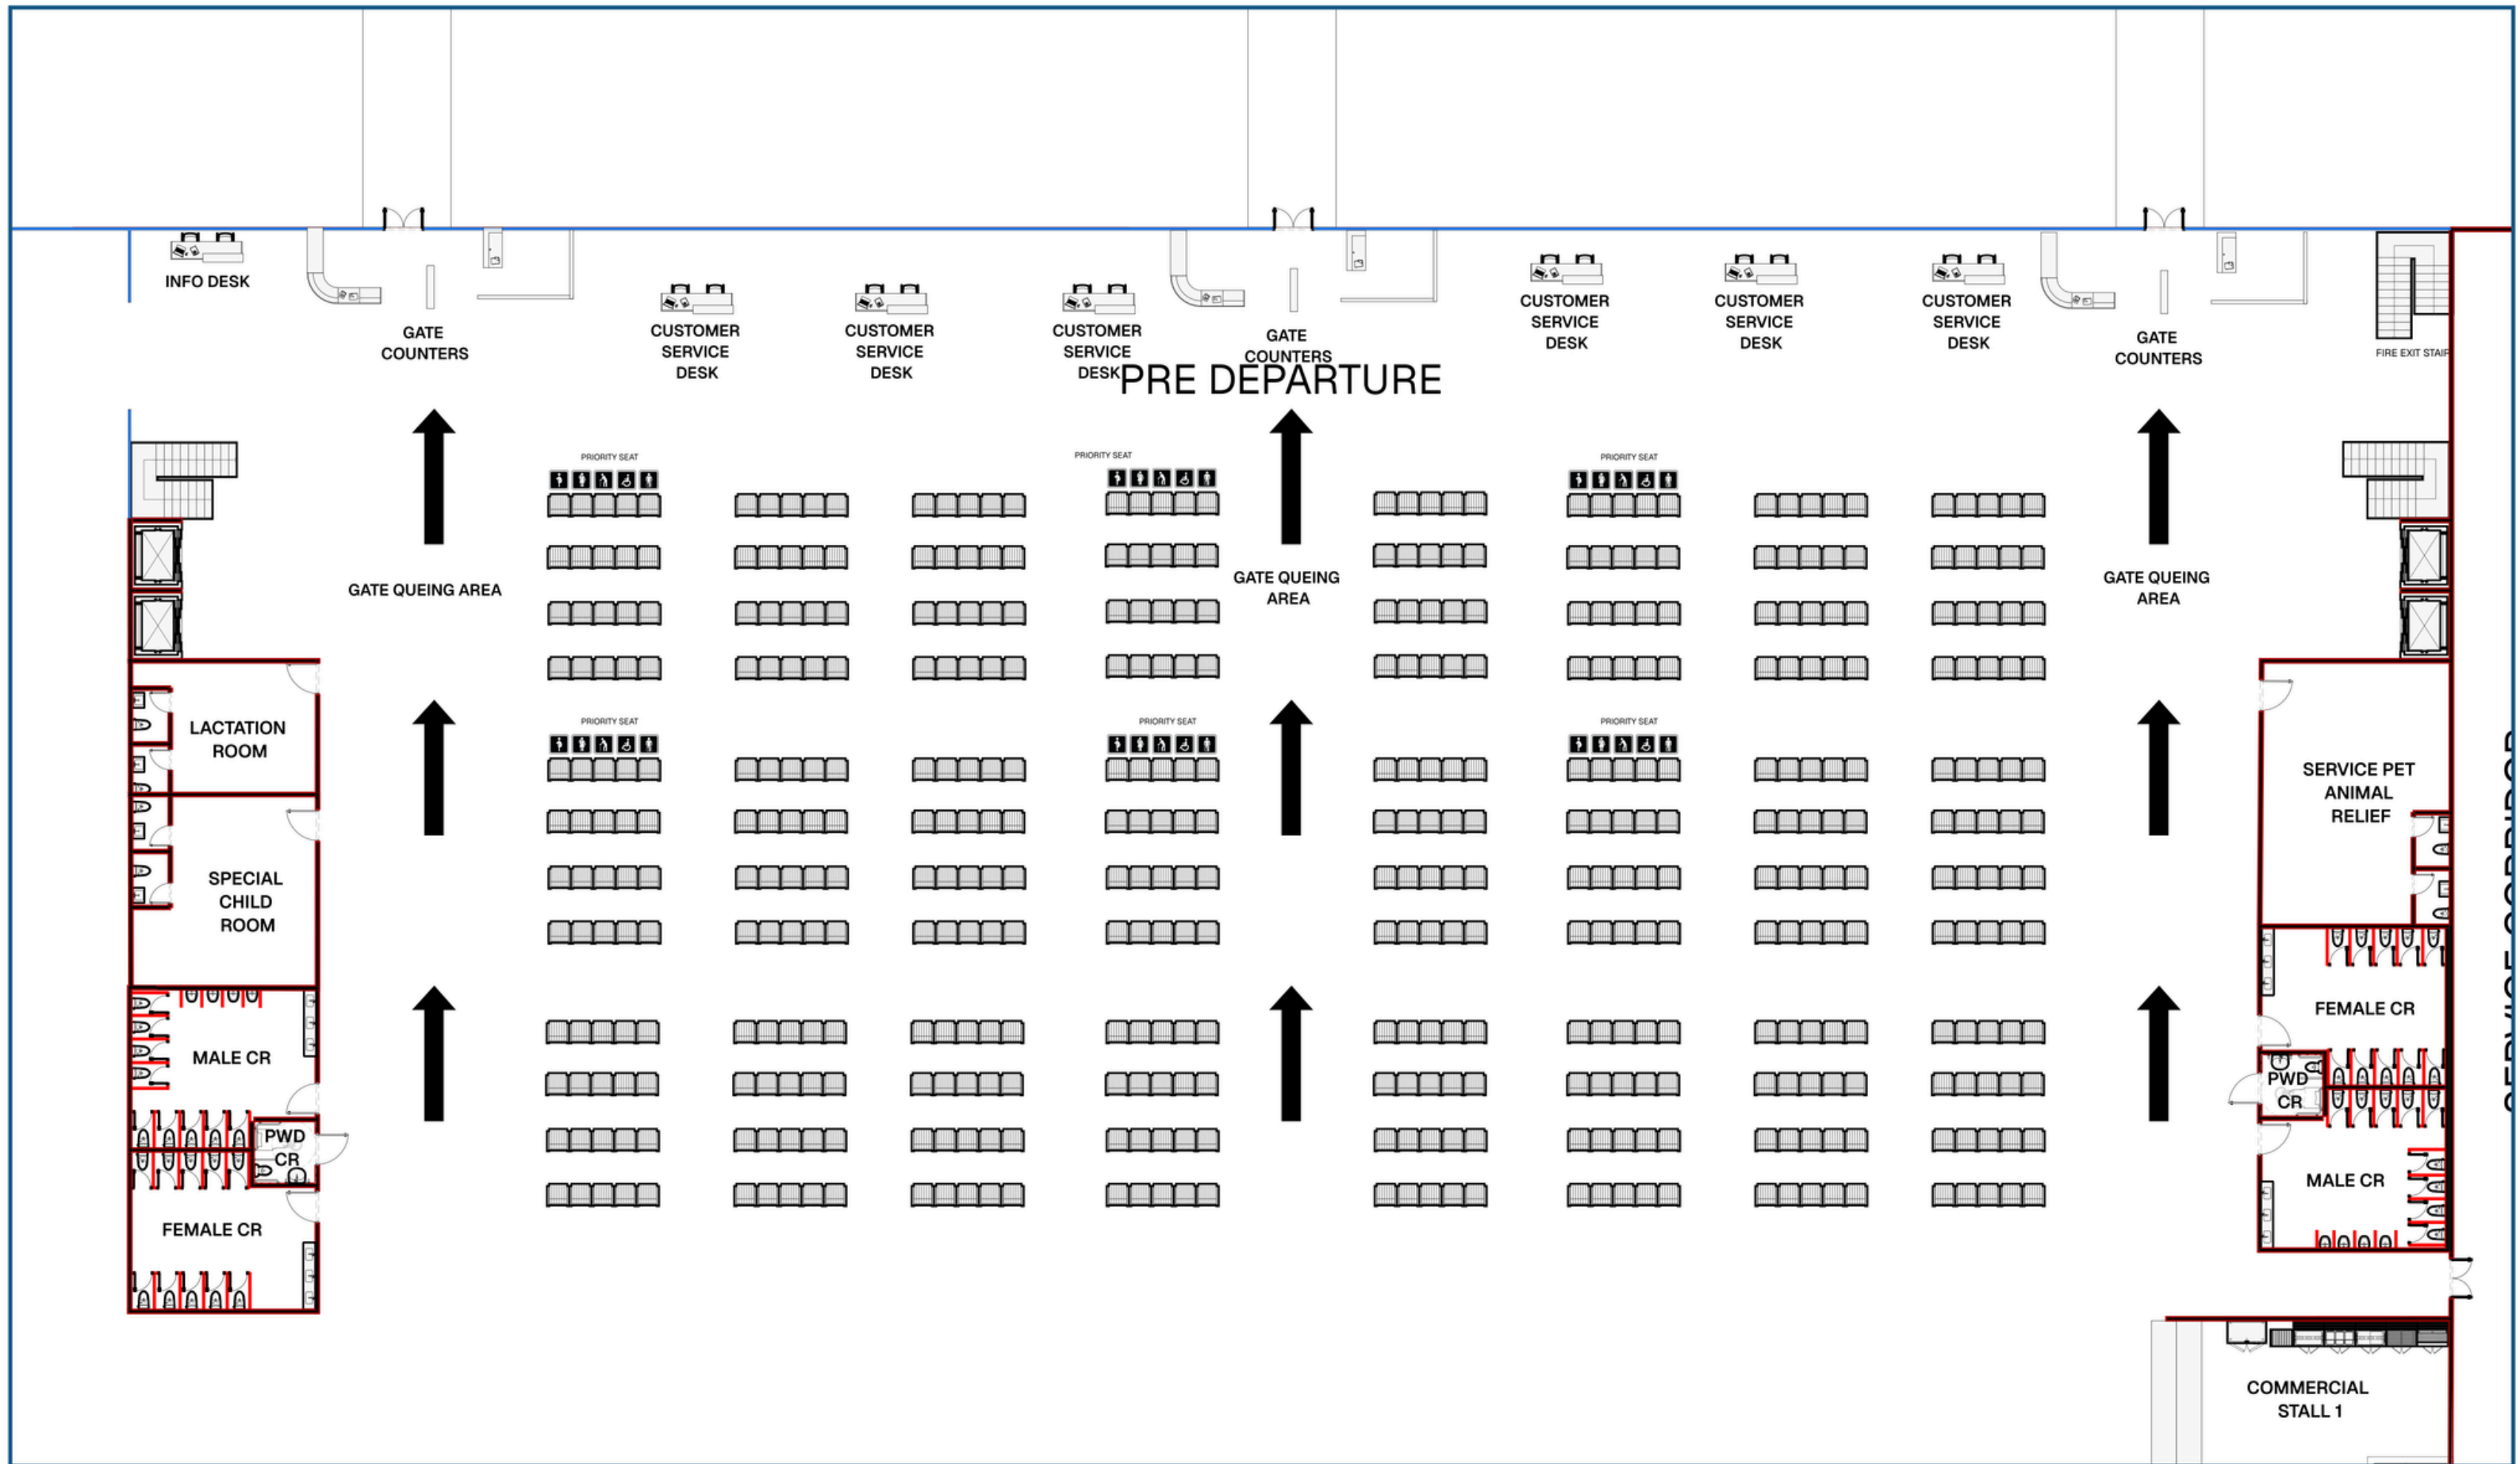 INFO DESK
GATE
COUNTERS
CUSTOMER
SERVICE
DESK
CUSTOMER
SERVICE
DESK
CUSTOMER
SERVICE
DESK
GATE
COUNTERS
CUSTOMER
SERVICE
DESK
CUSTOMER
SERVICE
DESK
CUSTOMER
SERVICE
DESK
GATE
COUNTERS
FIRE EXIT STAIR
PRE DEPARTURE
PRIORITY SEAT
PRIORITY SEAT
PRIORITY SEAT
GATE QUEING AREA
GATE QUEING
AREA
GATE QUEING
AREA
PRIORITY SEAT
PRIORITY SEAT
PRIORITY SEAT
LACTATION
ROOM
SPECIAL
CHILD
ROOM
MALE CR
PWD
CR
FEMALE CR
SERVICE PET
ANIMAL
RELIEF
FEMALE CR
PWD
CR
MALE CR
SERVICE CORRIDOR
COMMERCIAL
STALL 1